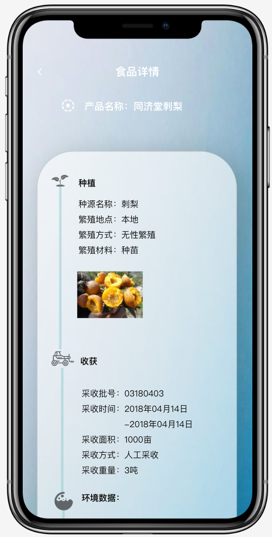 食品详情
产品名称：同济堂刺梨
种植
种源名称：刺梨
繁殖地点：本地
繁殖方式：无性繁殖
繁殖材料：种苗
收获
采收批号：03180403
采收时间：2018年04月14日
-2018年04月14日
采收面积：1000亩
采收方式：人工采收
采收重量：3吨
环境数据：